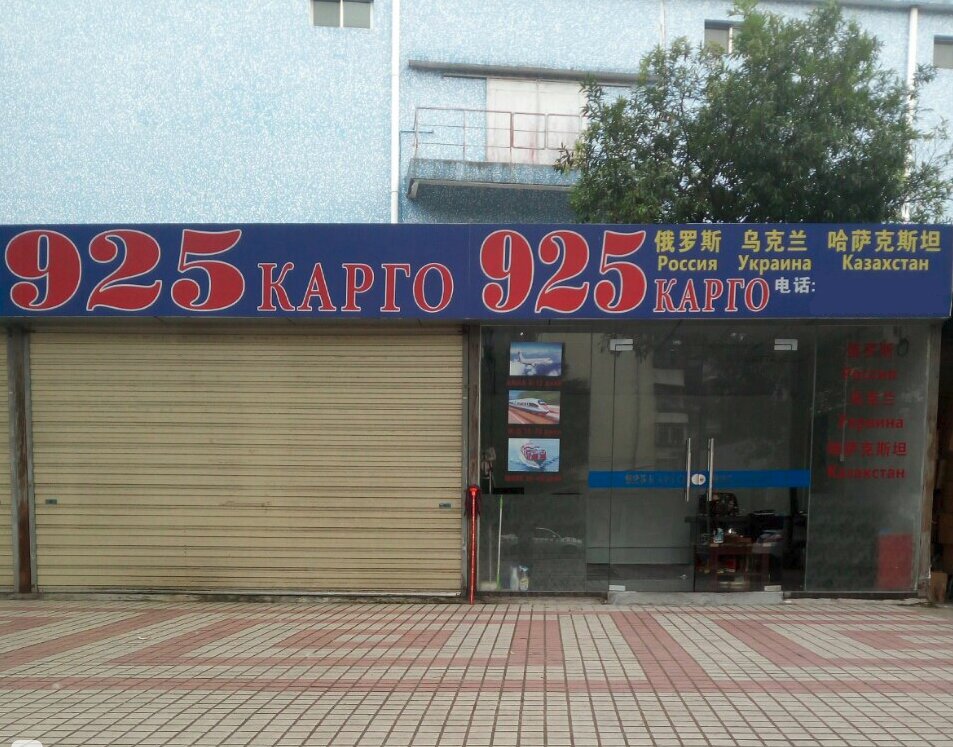 925 КАРГО
925
КАРГО
俄罗斯 乌克兰 哈萨克斯坦
Россия Украина Казахстан
电话:
925
俄罗斯
Россия
乌克兰
Украина
哈萨克斯坦
Казахстан